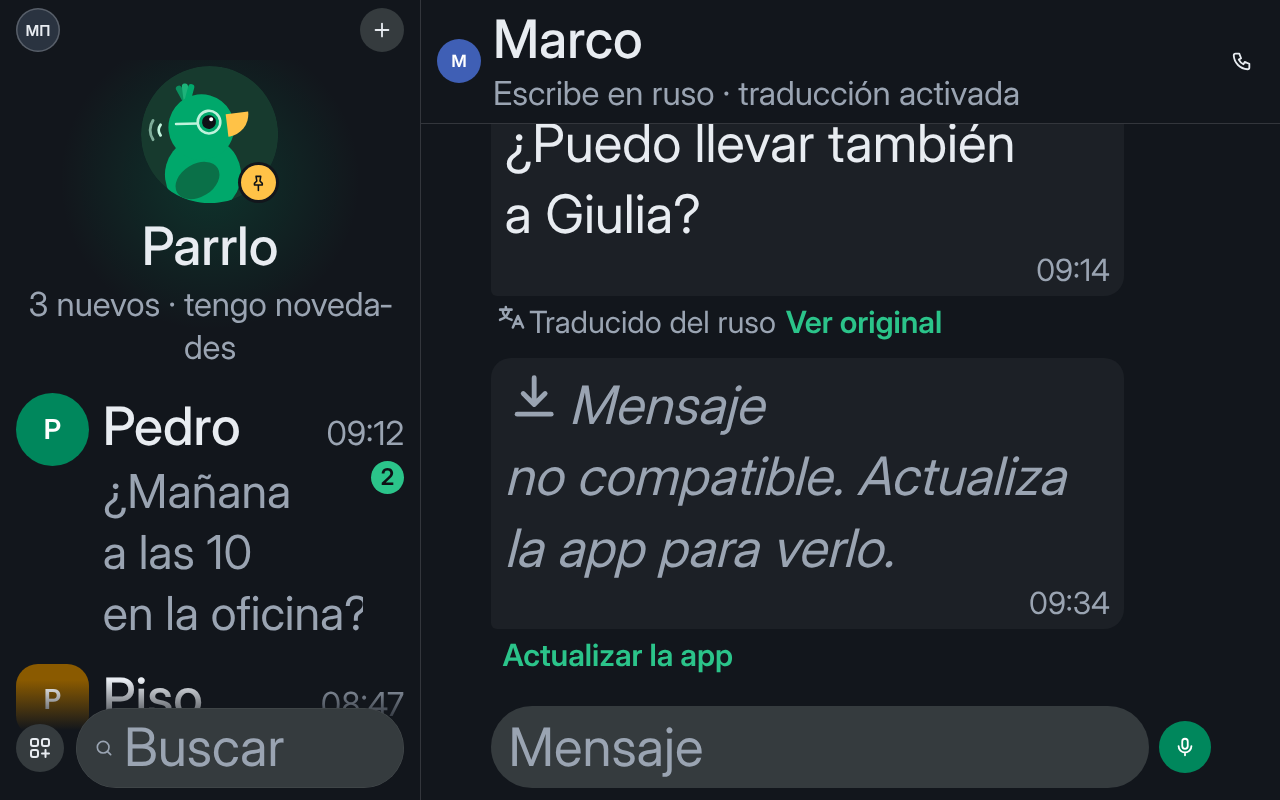 МП
Parrlo
3 nuevos · tengo noveda-
des
P
Pedro
09:12
¿Mañana
a las 10
en la oficina?
2
P
Piso
08:47
Buscar
M
Marco
Escribe en ruso · traducción activada
¿Puedo llevar también
a Giulia?
09:14
Traducido del ruso Ver original
Mensaje
no compatible. Actualiza
la app para verlo.
09:34
Actualizar la app
Mensaje